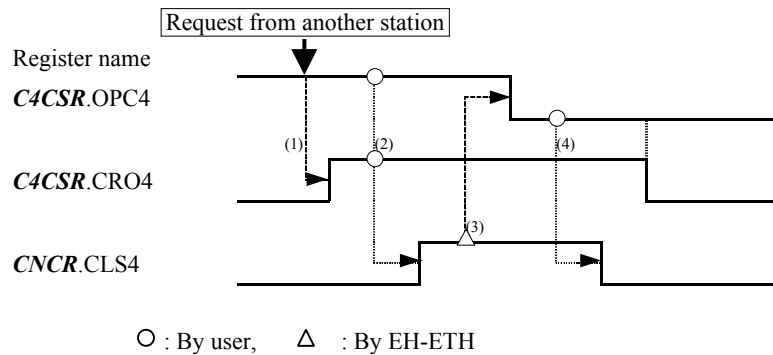 Request from another station
Register name
C4CSR.OPC4
(1)
(2)
(4)
C4CSR.CRO4
(3)
CNCR.CLS4
: By user, : By EH-ETH